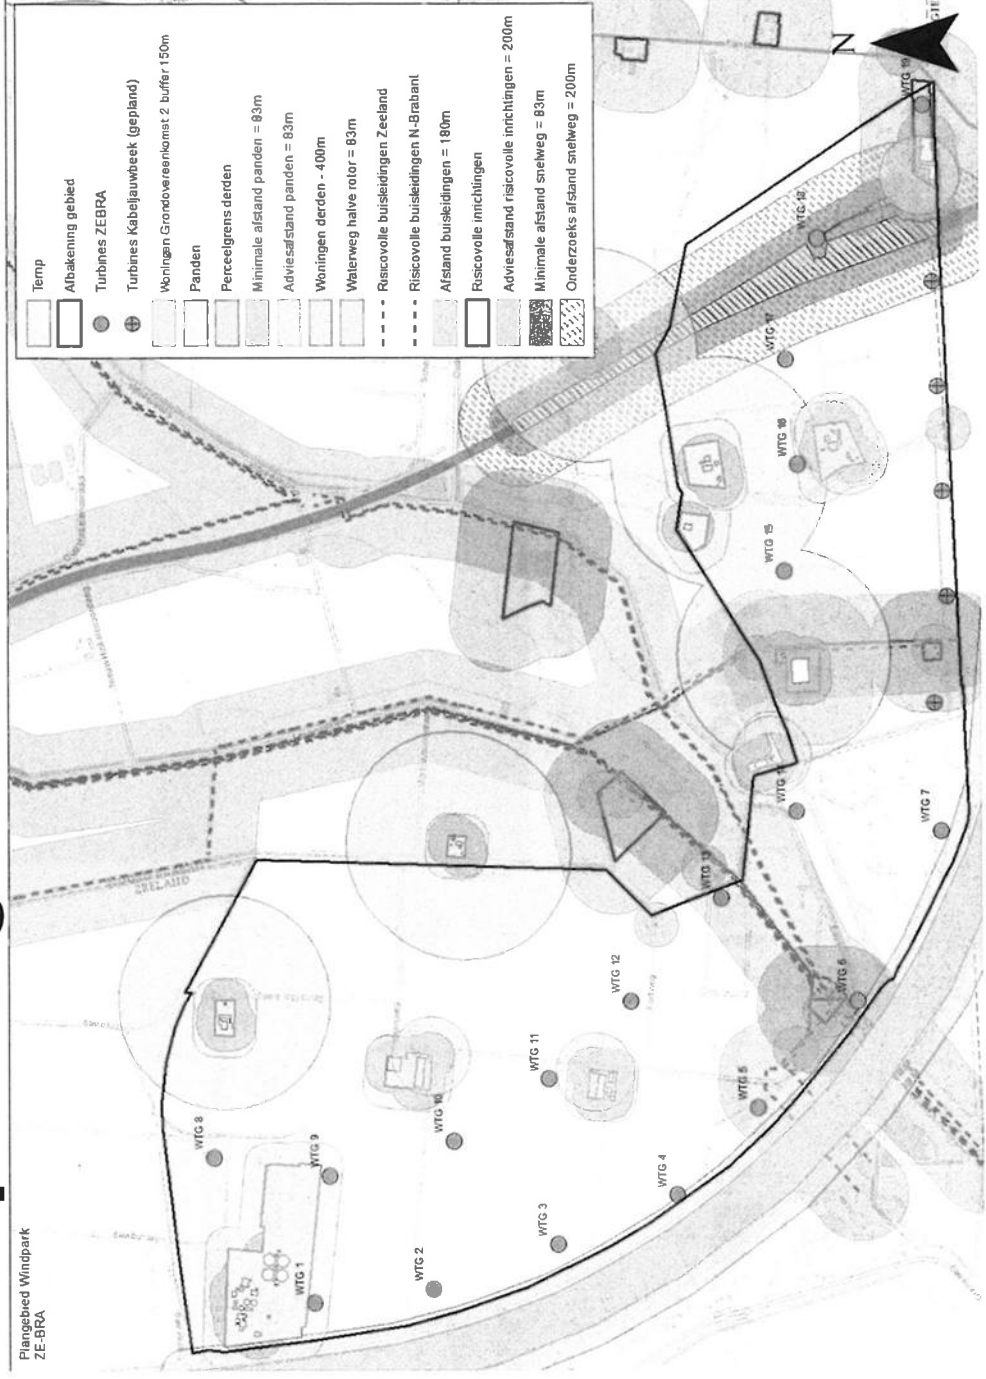 Plangebied Windpark
ZE-BRA
Temp
Afbakening gebied
Turbines ZEBRA
Turbines Kabeljauwbeek (gepland)
Woningen Grondovereenkomst 2 buffer 150m
Panden
Perceelgrens derden
Minimale afstand panden = 83m
Adviesafstand panden = 83m
Woningen derden - 400m
Waterweg halve rotor = 83m
Risicovolle buisleidingen Zeeland
Risicovolle buisleidingen N-Brabant
Afstand buisleidingen = 180m
Risicovolle inrichtingen
Adviesafstand risicovolle inrichtingen = 200m
Minimale afstand snelweg = 83m
Onderzoeks afstand snelweg = 200m
N
WTG 1
WTG 2
WTG 3
WTG 4
WTG 5
WTG 6
WTG 7
WTG 8
WTG 9
WTG 10
WTG 11
WTG 12
WTG 13
WTG
WTG 15
WTG 16
WTG 17
WTG 18
WTG 19
ZEELAND